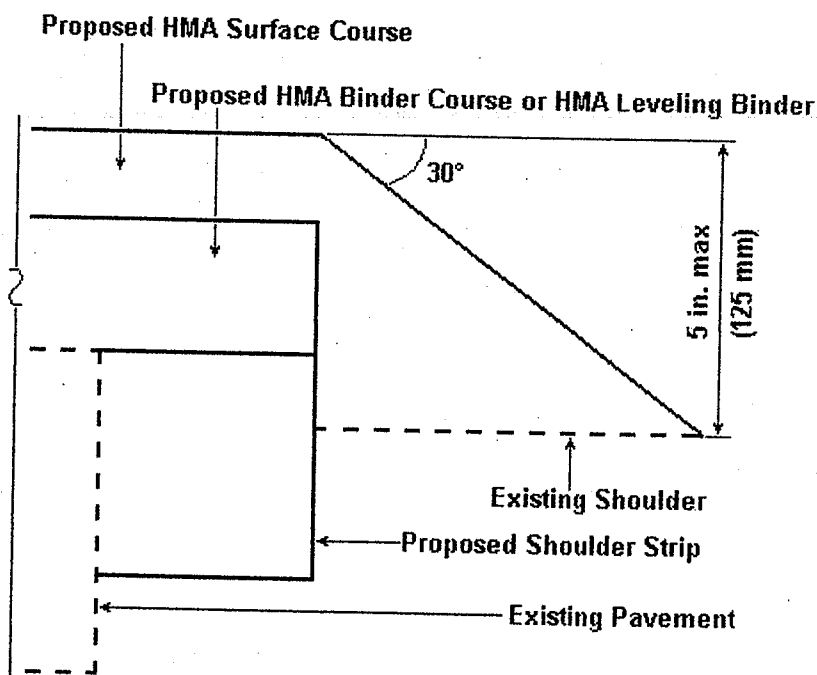 Proposed HMA Surface Course
Proposed HMA Binder Course or HMA Leveling Binder
30°
5 in. max
(125 mm)
Existing Shoulder
Proposed Shoulder Strip
Existing Pavement